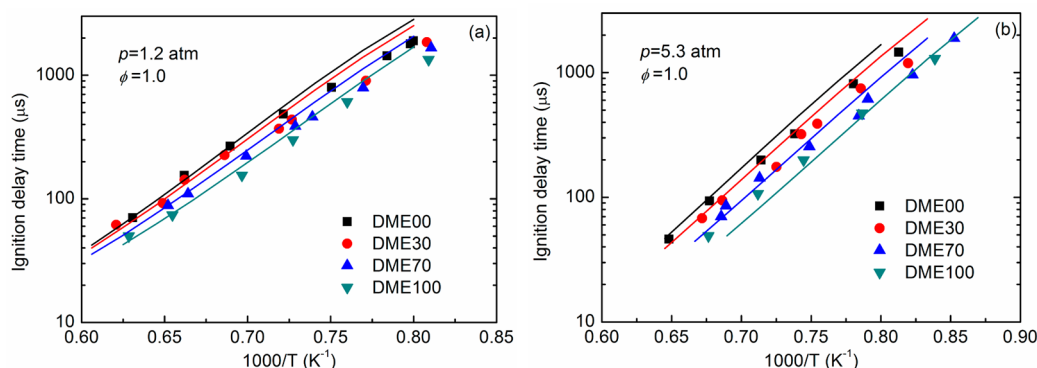 (a)
p=1.2 atm
ϕ=1.0
1000
100
10
Ignition delay time (μs)
DME00
DME30
DME70
DME100
0.60 0.65 0.70 0.75 0.80 0.85
1000/T (K⁻¹)
(b)
p=5.3 atm
ϕ=1.0
1000
100
10
Ignition delay time (μs)
DME00
DME30
DME70
DME100
0.60 0.65 0.70 0.75 0.80 0.85 0.90
1000/T (K⁻¹)